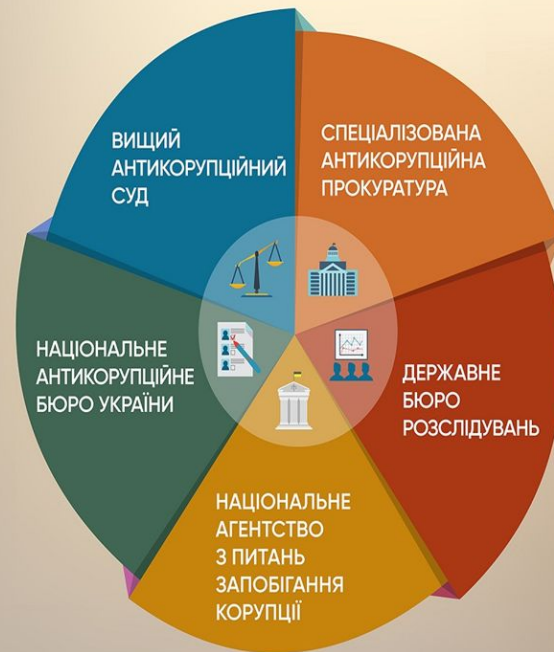 ВИЩИЙ
АНТИКОРУПЦІЙНИЙ
СУД
СПЕЦІАЛІЗОВАНА
АНТИКОРУПЦІЙНА
ПРОКУРАТУРА
НАЦІОНАЛЬНЕ
АНТИКОРУПЦІЙНЕ
БЮРО УКРАЇНИ
ДЕРЖАВНЕ
БЮРО
РОЗСЛІДУВАНЬ
НАЦІОНАЛЬНЕ
АГЕНТСТВО
З ПИТАНЬ
ЗАПОБІГАННЯ
КОРУПЦІЇ